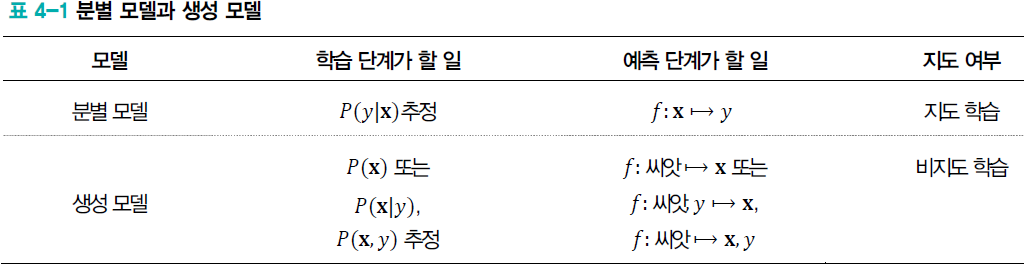 표 4-1 분별 모델과 생성 모델
모델 학습 단계가 할 일 예측 단계가 할 일 지도 여부
분별 모델 P(y|x)추정 f: x ↦ y 지도 학습
P(x) 또는 f: 씨앗 ↦ x 또는 비지도 학습
생성 모델 P(x|y), f: 씨앗, y ↦ x,
P(x, y) 추정 f: 씨앗 ↦ x, y